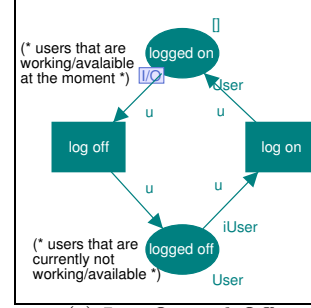 []
(* users that are
working/avalaible
at the moment *)
logged on
I/O
User
u
u
log off
log on
u
u
iUser
(* users that are
currently not
working/available *)
logged off
User